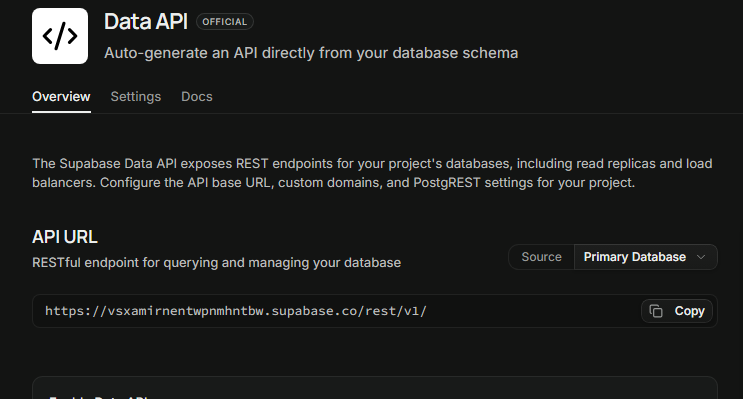 Data API OFFICIAL
Auto-generate an API directly from your database schema
Overview Settings Docs
The Supabase Data API exposes REST endpoints for your project's databases, including read replicas and load
balancers. Configure the API base URL, custom domains, and PostgREST settings for your project.
API URL
RESTful endpoint for querying and managing your database
Source Primary Database
https://vsxamirnentwpnmhntbw.supabase.co/rest/v1/
Copy